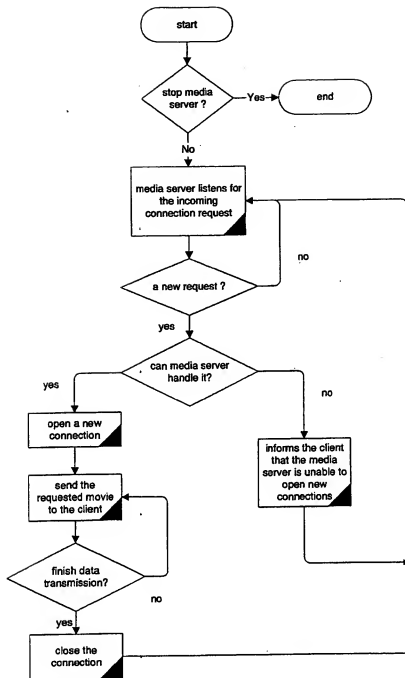 start
stop media
server ?
Yes
end
No
media server listens for
the incoming
connection request
no
a new request ?
yes
can media server
handle it?
yes
no
open a new
connection
informs the client
that the media
server is unable to
open new
connections
send the
requested movie
to the client
finish data
transmission?
no
yes
close the
connection